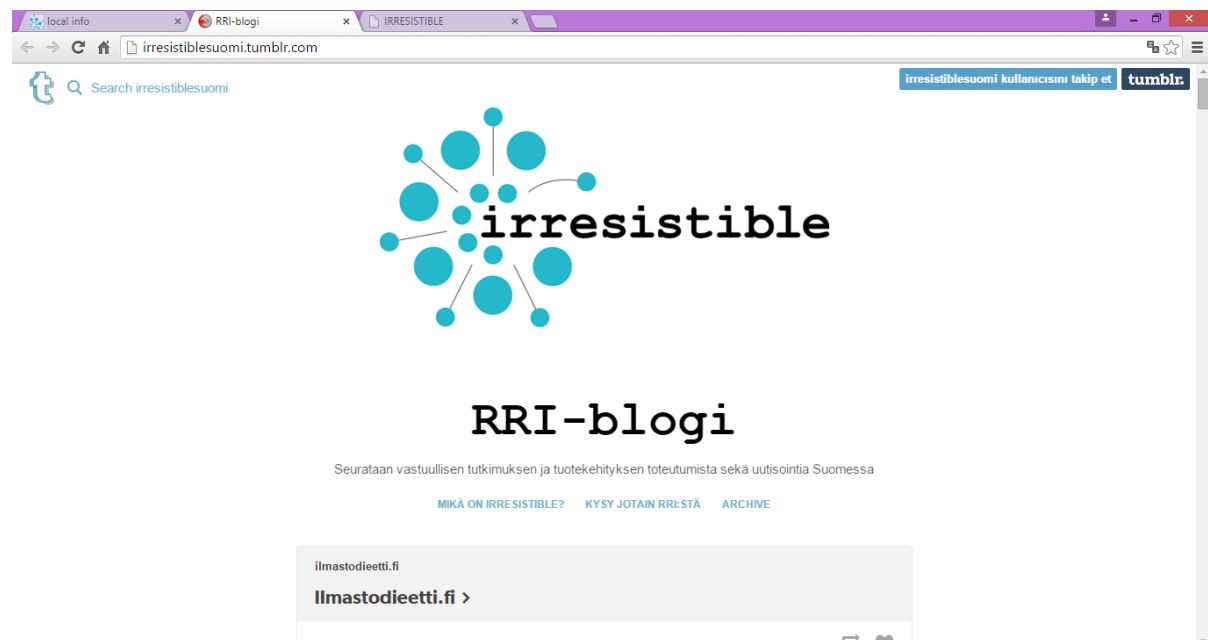 local info
RRI-blogi
IRRESISTIBLE
irresistiblesuomi.tumblr.com
Search irresistiblesuomi
irresistiblesuomi kullanıcısını takip et
tumblr.
irresistible
RRI-blogi
Seurataan vastuullisen tutkimuksen ja tuotekehityksen toteutumista sekä uutisointia Suomessa
MIKÄ ON IRRESISTIBLE? KYSY JOTAIN RRI:STÄ ARCHIVE
ilmastodieetti.fi
Ilmastodieetti.fi >